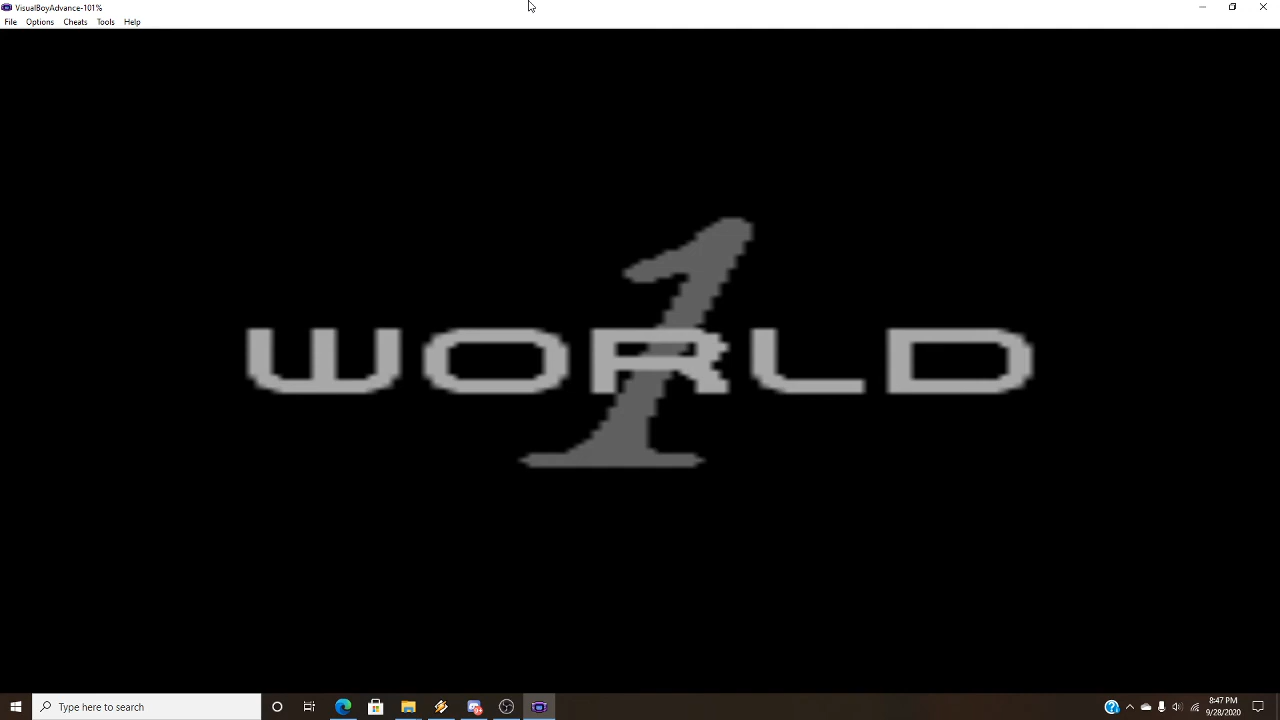 VisualBoyAdvance-101%
File Options Cheats Tools Help
1
WORLD
Type here to search
8:47 PM
9/28/2020